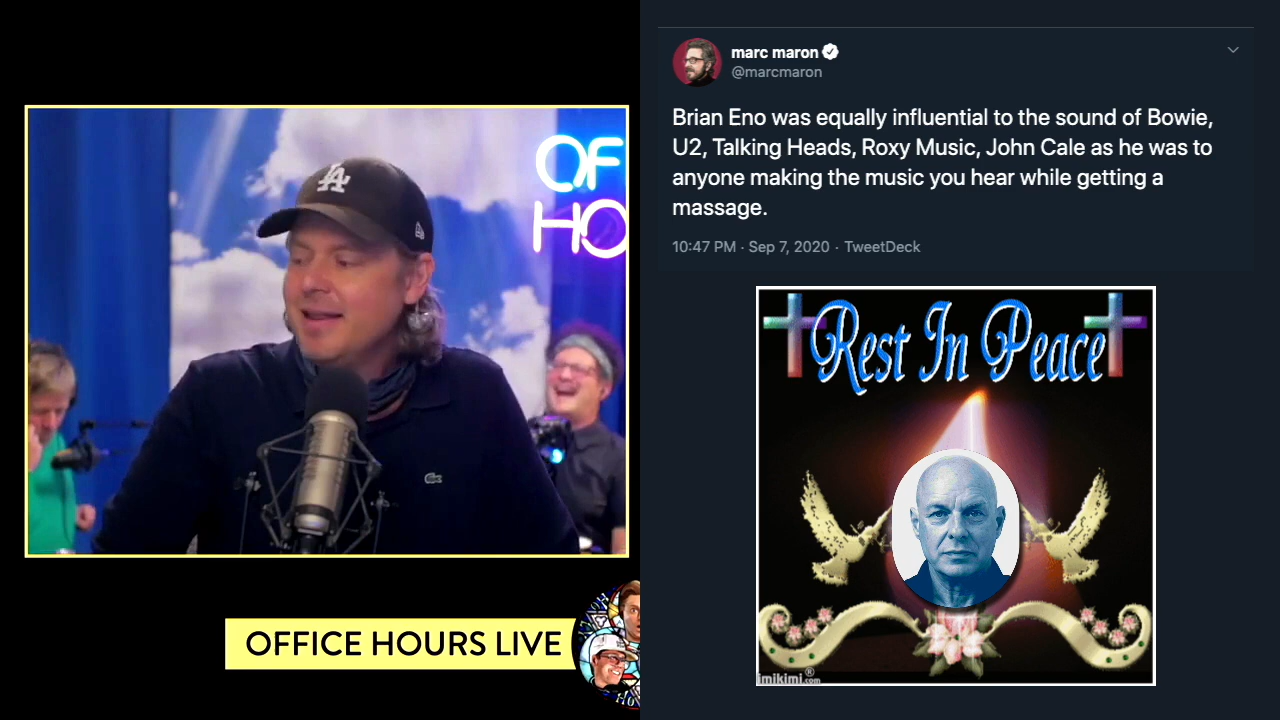 marc maron
@marcmaron
Brian Eno was equally influential to the sound of Bowie,
U2, Talking Heads, Roxy Music, John Cale as he was to
anyone making the music you hear while getting a
massage.
10:47 PM · Sep 7, 2020 · TweetDeck
OF
HO
LA
Rest In Peace
OFFICE HOURS LIVE
imikimi.com®